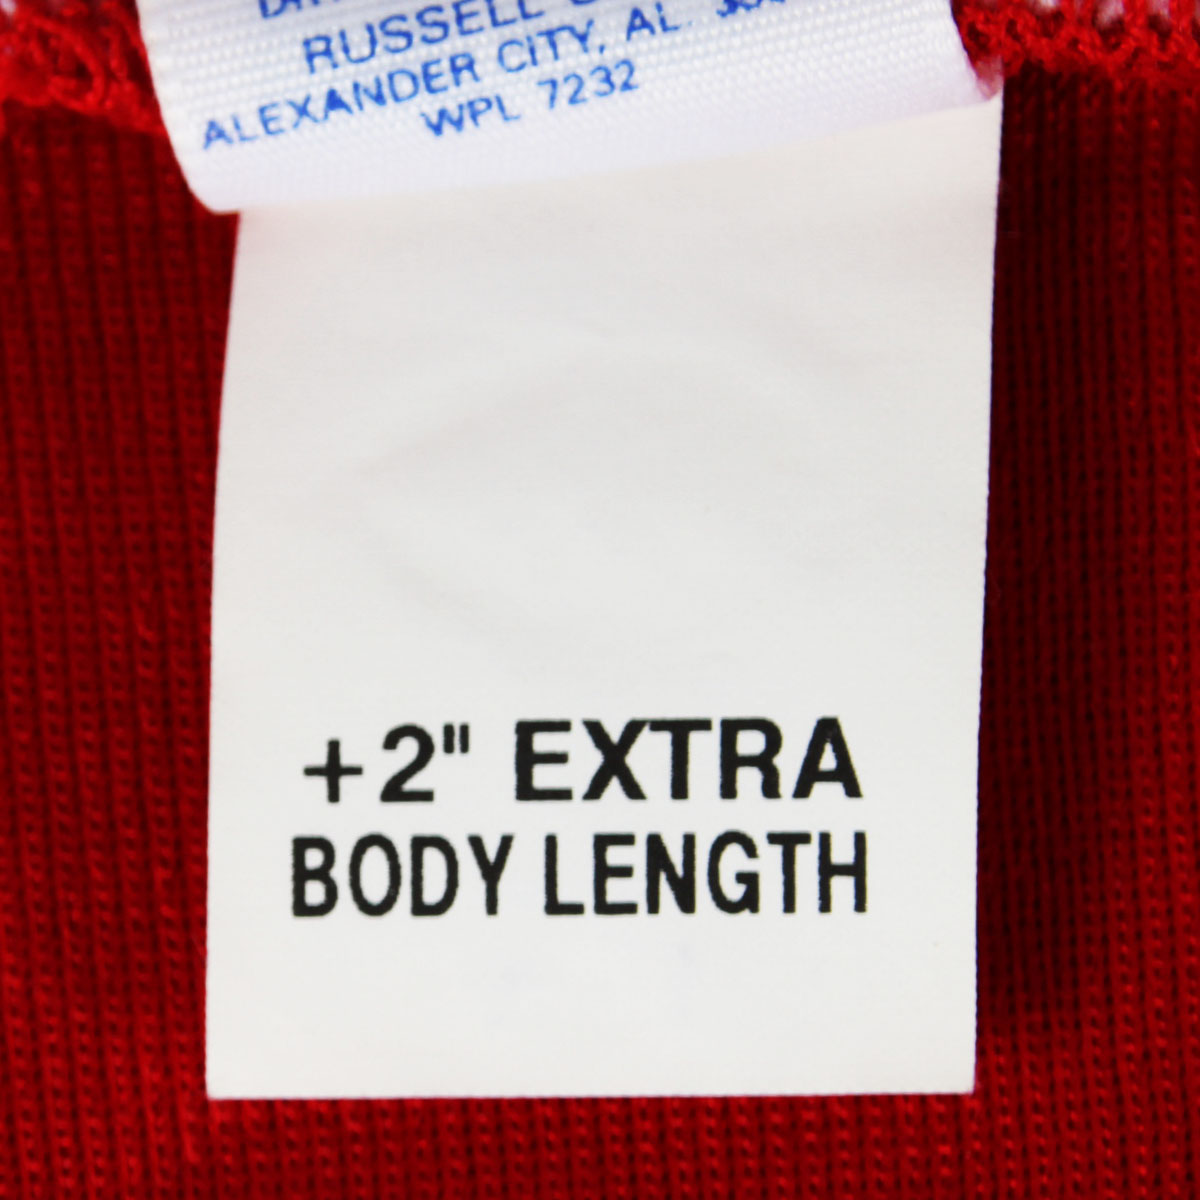 RUSSELL
ALEXANDER CITY, AL.
WPL 7232
+2" EXTRA
BODY LENGTH